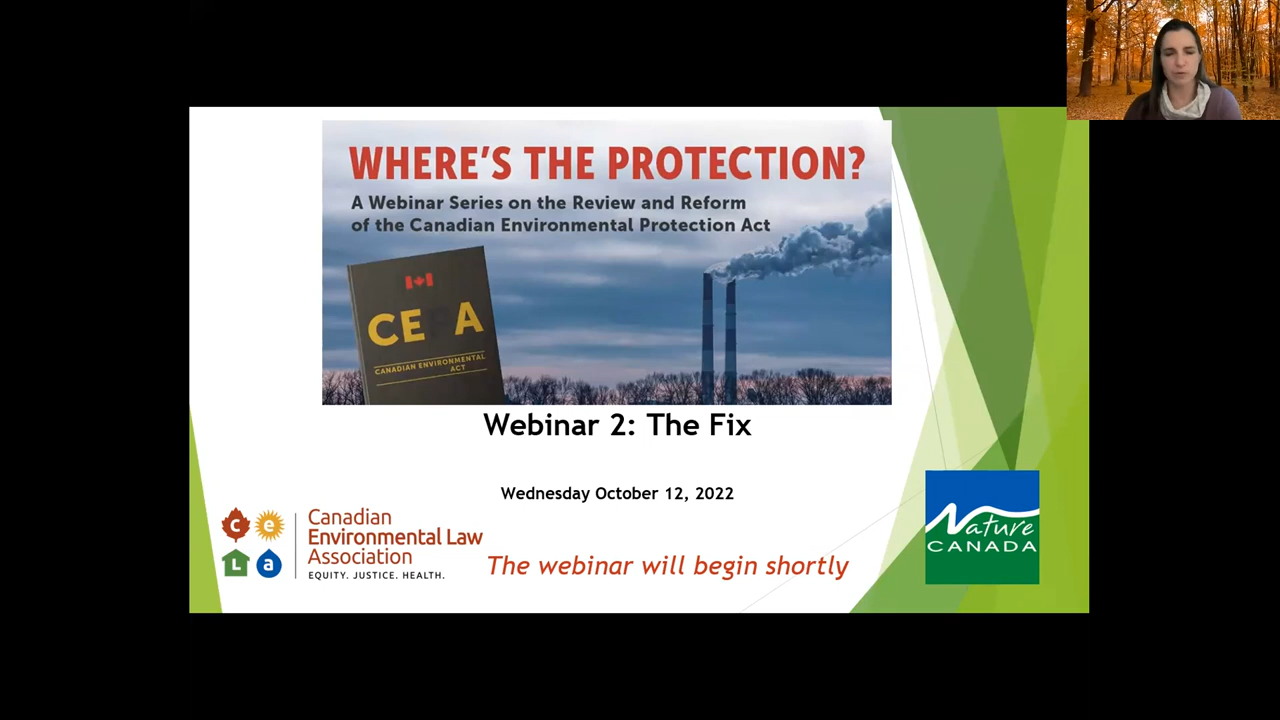 WHERE'S THE PROTECTION?
A Webinar Series on the Review and Reform
of the Canadian Environmental Protection Act
CE A
CANADIAN ENVIRONMENTAL
ACT
Webinar 2: The Fix
Wednesday October 12, 2022
c e
L a
Canadian
Environmental Law
Association
EQUITY. JUSTICE. HEALTH.
The webinar will begin shortly
Nature
CANADA